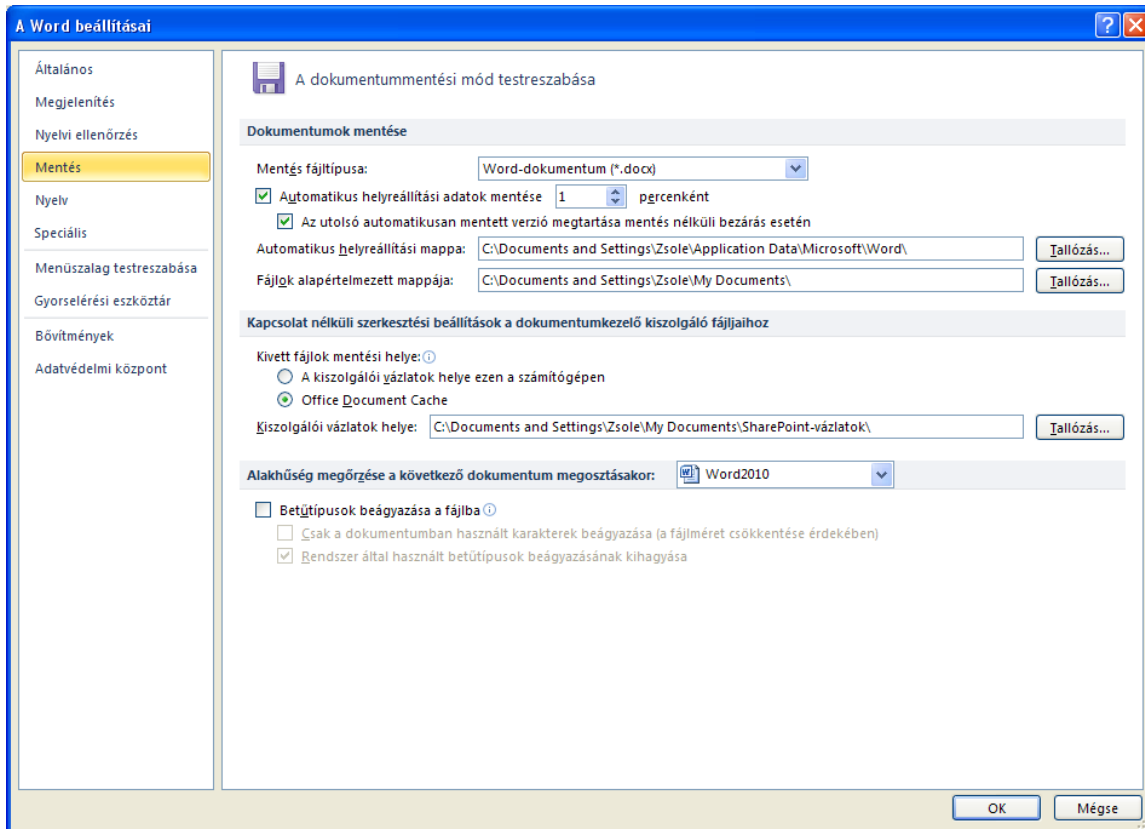 A Word beállításai
Általános
Megjelenítés
Nyelvi ellenőrzés
Mentés
Nyelv
Speciális
Menüszalag testreszabása
Gyorselérési eszköztár
Bővítmények
Adatvédelmi központ
A dokumentummentési mód testreszabása
Dokumentumok mentése
Mentés fájltípusa: Word-dokumentum (*.docx)
Automatikus helyreállítási adatok mentése 1 percenként
Az utolsó automatikusan mentett verzió megtartása mentés nélküli bezárás esetén
Automatikus helyreállítási mappa: C:\Documents and Settings\Zsole\Application Data\Microsoft\Word\ Tallózás...
Fájlok alapértelmezett mappája: C:\Documents and Settings\Zsole\My Documents\ Tallózás...
Kapcsolat nélküli szerkesztési beállítások a dokumentumkezelő kiszolgáló fájljaihoz
Kivett fájlok mentési helye:
A kiszolgálói vázlatok helye ezen a számítógépen
Office Document Cache
Kiszolgálói vázlatok helye: C:\Documents and Settings\Zsole\My Documents\SharePoint-vázlatok\ Tallózás...
Alakhűség megőrzése a következő dokumentum megosztásakor: Word2010
Betűtípusok beágyazása a fájlba
Csak a dokumentumban használt karakterek beágyazása (a fájlméret csökkentése érdekében)
Rendszer által használt betűtípusok beágyazásának kihagyása
OK Mégse